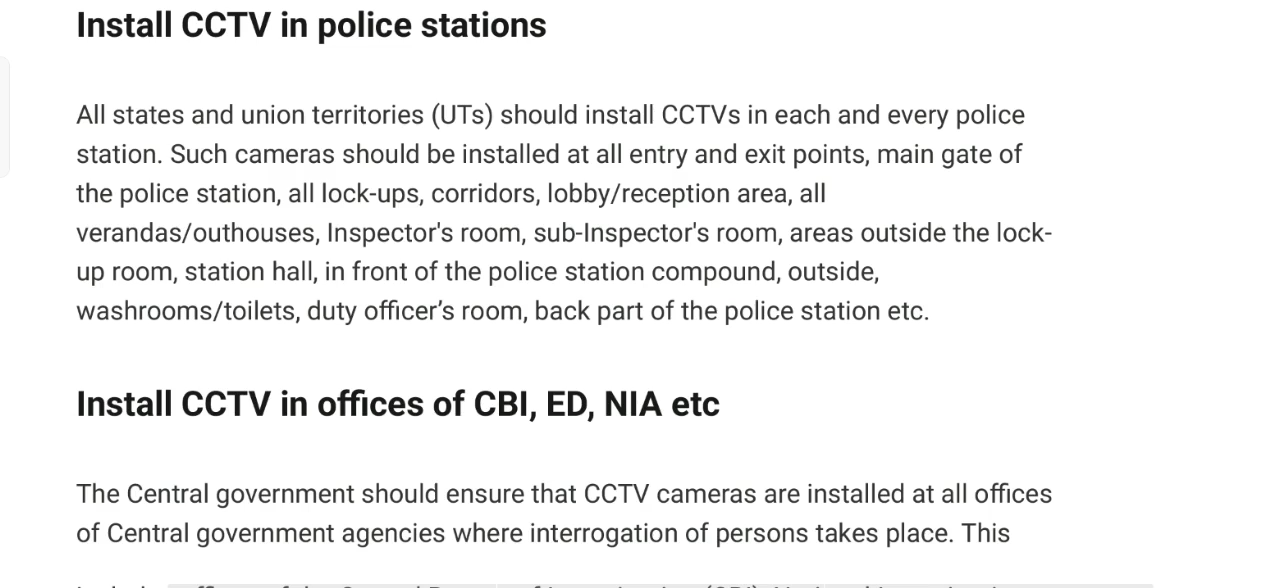 Install CCTV in police stations
All states and union territories (UTs) should install CCTVs in each and every police
station. Such cameras should be installed at all entry and exit points, main gate of
the police station, all lock-ups, corridors, lobby/reception area, all
verandas/outhouses, Inspector's room, sub-Inspector's room, areas outside the lock-
up room, station hall, in front of the police station compound, outside,
washrooms/toilets, duty officer’s room, back part of the police station etc.
Install CCTV in offices of CBI, ED, NIA etc
The Central government should ensure that CCTV cameras are installed at all offices
of Central government agencies where interrogation of persons takes place. This